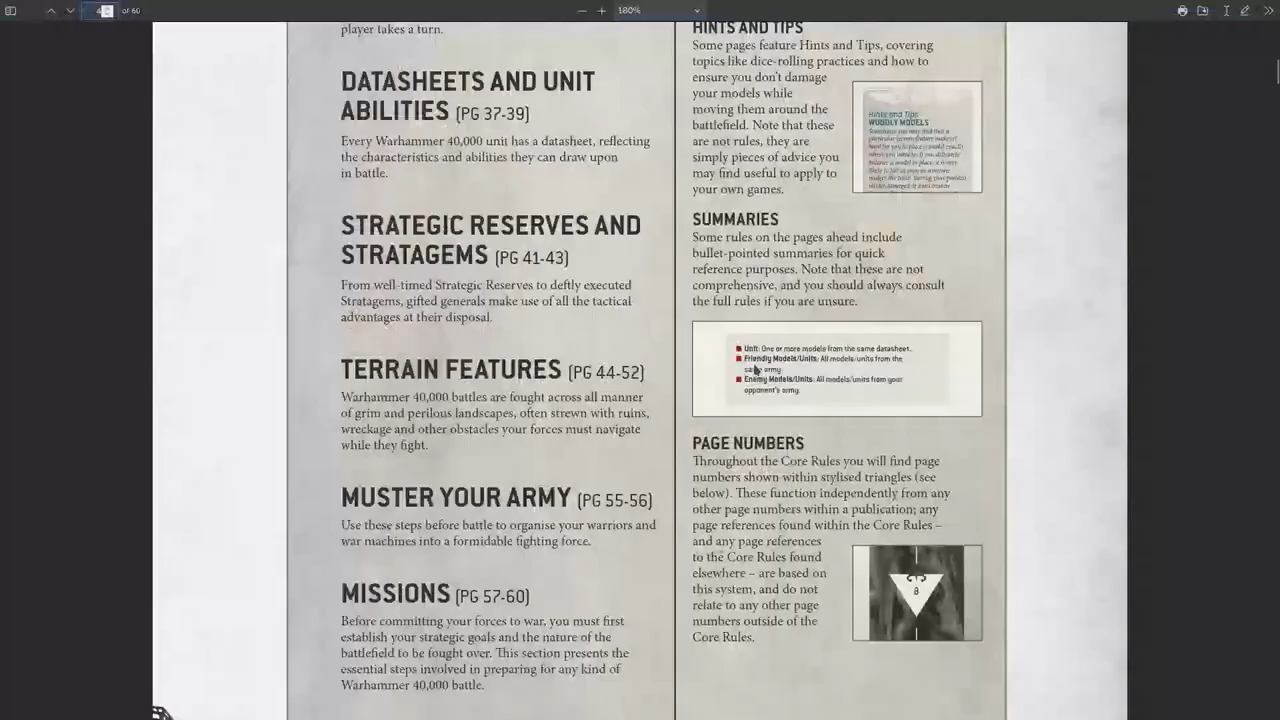 of 60
180%
player takes a turn.
DATASHEETS AND UNIT
ABILITIES (PG 37-39)
Every Warhammer 40,000 unit has a datasheet, reflecting
the characteristics and abilities they can draw upon
in battle.
STRATEGIC RESERVES AND
STRATAGEMS (PG 41-43)
From well-timed Strategic Reserves to deftly executed
Stratagems, gifted generals make use of all the tactical
advantages at their disposal.
TERRAIN FEATURES (PG 44-52)
Warhammer 40,000 battles are fought across all manner
of grim and perilous landscapes, often strewn with ruins,
wreckage and other obstacles your forces must navigate
while they fight.
MUSTER YOUR ARMY (PG 55-56)
Use these steps before battle to organise your warriors and
war machines into a formidable fighting force.
MISSIONS (PG 57-60)
Before committing your forces to war, you must first
establish your strategic goals and the nature of the
battlefield to be fought over. This section presents the
essential steps involved in preparing for any kind of
Warhammer 40,000 battle.
HINTS AND TIPS
Some pages feature Hints and Tips, covering
topics like dice-rolling practices and how to
ensure you don't damage
your models while
moving them around the
battlefield. Note that these
are not rules, they are
simply pieces of advice you
may find useful to apply to
your own games.
Hints and Tips
WOBBLY MODELS
SUMMARIES
Some rules on the pages ahead include
bullet-pointed summaries for quick
reference purposes. Note that these are not
comprehensive, and you should always consult
the full rules if you are unsure.
Unit: One or more models from the same datasheet.
Friendly Models/Units: All models/units from the
same army.
Enemy Models/Units: All models/units from your
opponent's army.
PAGE NUMBERS
Throughout the Core Rules you will find page
numbers shown within stylised triangles (see
below). These function independently from any
other page numbers within a publication; any
page references found within the Core Rules –
and any page references
to the Core Rules found
elsewhere – are based on
this system, and do not
relate to any other page
numbers outside of the
Core Rules.
8